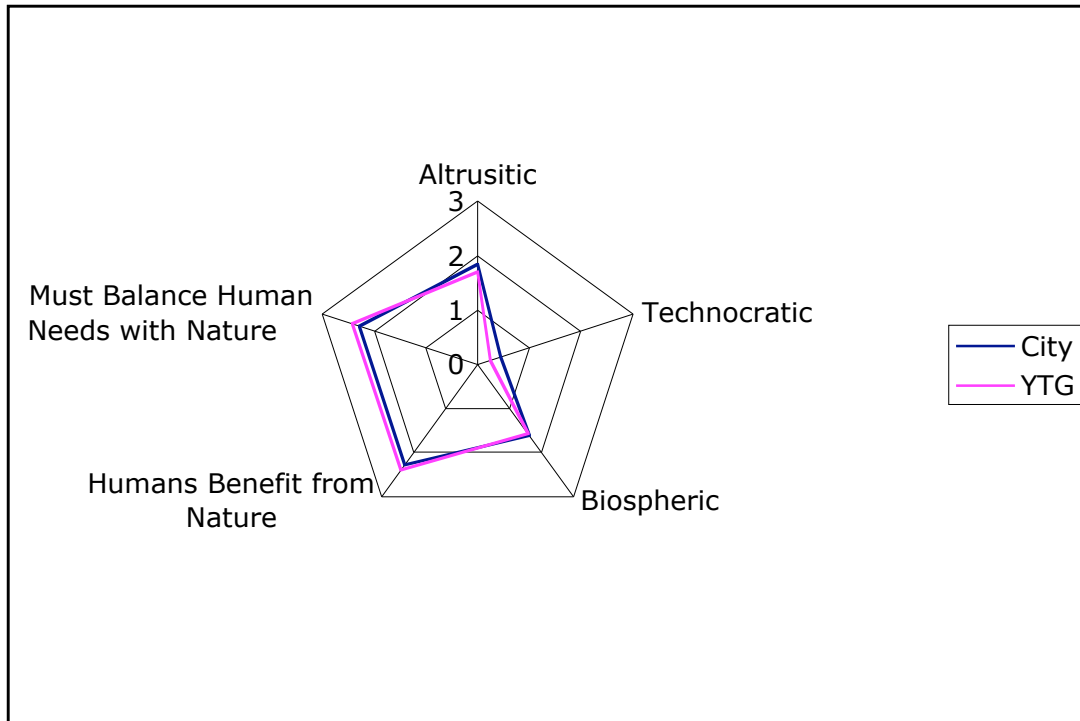 Altrusitic
3
2
1
0
Must Balance Human
Needs with Nature
Technocratic
Humans Benefit from
Nature
Biospheric
City
YTG